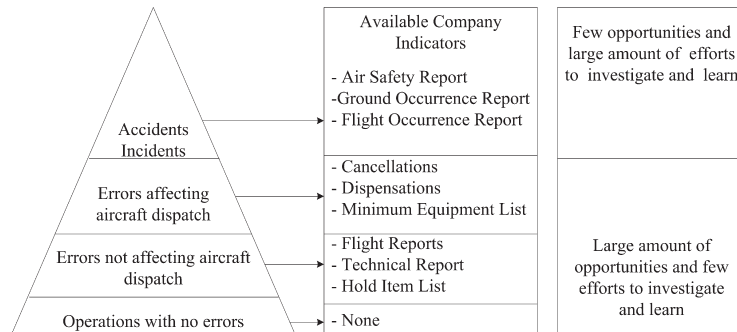 Accidents
Incidents
Errors affecting
aircraft dispatch
Errors not affecting aircraft
dispatch
Operations with no errors
Available Company
Indicators
- Air Safety Report
-Ground Occurrence Report
- Flight Occurrence Report
- Cancellations
- Dispensations
- Minimum Equipment List
- Flight Reports
- Technical Report
- Hold Item List
- None
Few opportunities and
large amount of efforts
to investigate and learn
Large amount of
opportunities and few
efforts to investigate
and learn